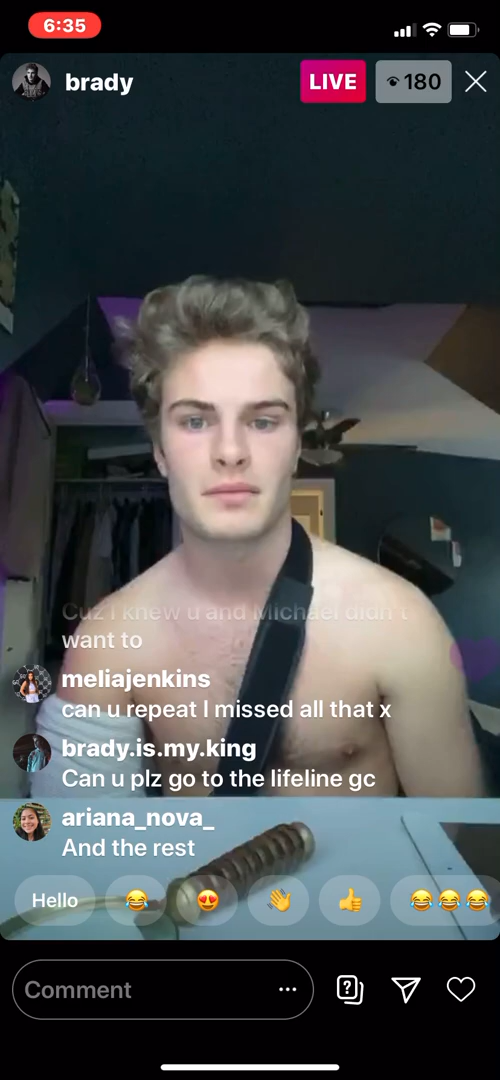 6:35
brady
LIVE
180
Cuz I knew u and Michael didn't
want to
meliajenkins
can u repeat I missed all that x
brady.is.my.king
Can u plz go to the lifeline gc
ariana_nova_
And the rest
Hello
Comment